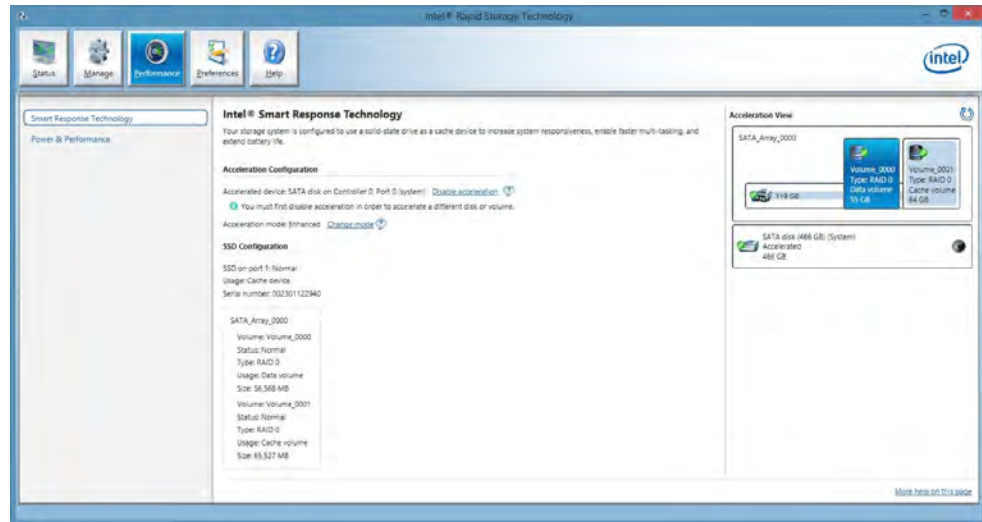 Intel® Rapid Storage Technology
Status
Manage
Performance
Preferences
Help
intel
Smart Response Technology
Power & Performance
Intel® Smart Response Technology
Your storage system is configured to use a solid-state drive as a cache device to increase system responsiveness, enable faster multi-tasking, and
extend battery life.
Acceleration Configuration
Accelerated device: SATA disk on Controller 0, Port 0 (system) Disable acceleration ?
You must first disable acceleration in order to accelerate a different disk or volume.
Acceleration mode: Enhanced Change mode ?
SSD Configuration
SSD on port 1: Normal
Usage: Cache device
Serial number: 002301122940
SATA_Array_0000
Volume: Volume_0000
Status: Normal
Type: RAID 0
Usage: Data volume
Size: 56,568 MB
Volume: Volume_0001
Status: Normal
Type: RAID 0
Usage: Cache volume
Size: 65,527 MB
Acceleration View
SATA_Array_0000
119 GB
Volume_0000
Type: RAID 0
Data volume
55 GB
Volume_0001
Type: RAID 0
Cache volume
64 GB
SATA disk (466 GB) (System)
Accelerated
466 GB
More help on this page